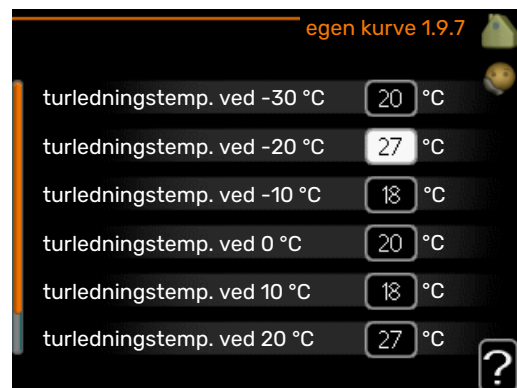 egen kurve 1.9.7
turledningstemp. ved -30 °C 20 °C
turledningstemp. ved -20 °C 27 °C
turledningstemp. ved -10 °C 18 °C
turledningstemp. ved 0 °C 20 °C
turledningstemp. ved 10 °C 18 °C
turledningstemp. ved 20 °C 27 °C
?